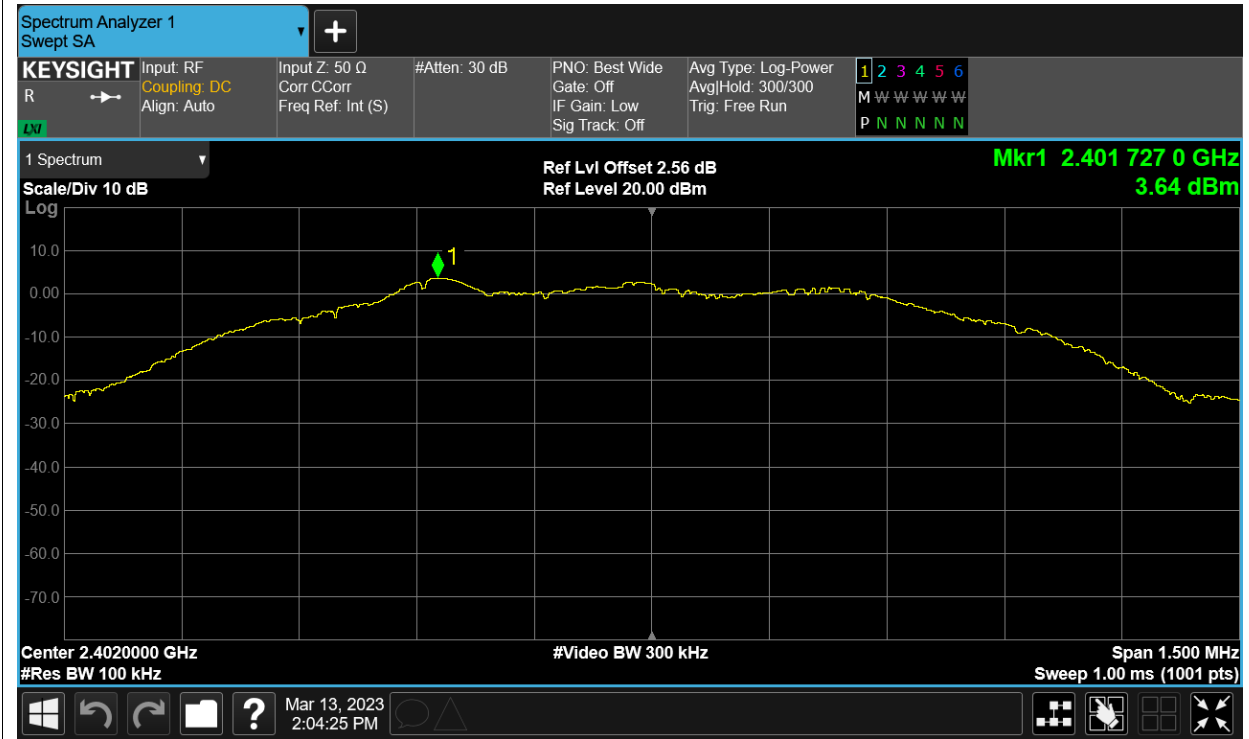 Spectrum Analyzer 1
Swept SA
KEYSIGHT
R
LXI
Input: RF
Coupling: DC
Align: Auto
Input Z: 50 Ω
Corr CCorr
Freq Ref: Int (S)
#Atten: 30 dB
PNO: Best Wide
Gate: Off
IF Gain: Low
Sig Track: Off
Avg Type: Log-Power
Avg|Hold: 300/300
Trig: Free Run
1 2 3 4 5 6
M W W W W W
P N N N N N
1 Spectrum
Scale/Div 10 dB
Log
Ref Lvl Offset 2.56 dB
Ref Level 20.00 dBm
Mkr1 2.401 727 0 GHz
3.64 dBm
1
10.0
0.00
-10.0
-20.0
-30.0
-40.0
-50.0
-60.0
-70.0
Center 2.4020000 GHz
#Res BW 100 kHz
#Video BW 300 kHz
Span 1.500 MHz
Sweep 1.00 ms (1001 pts)
?
Mar 13, 2023
2:04:25 PM